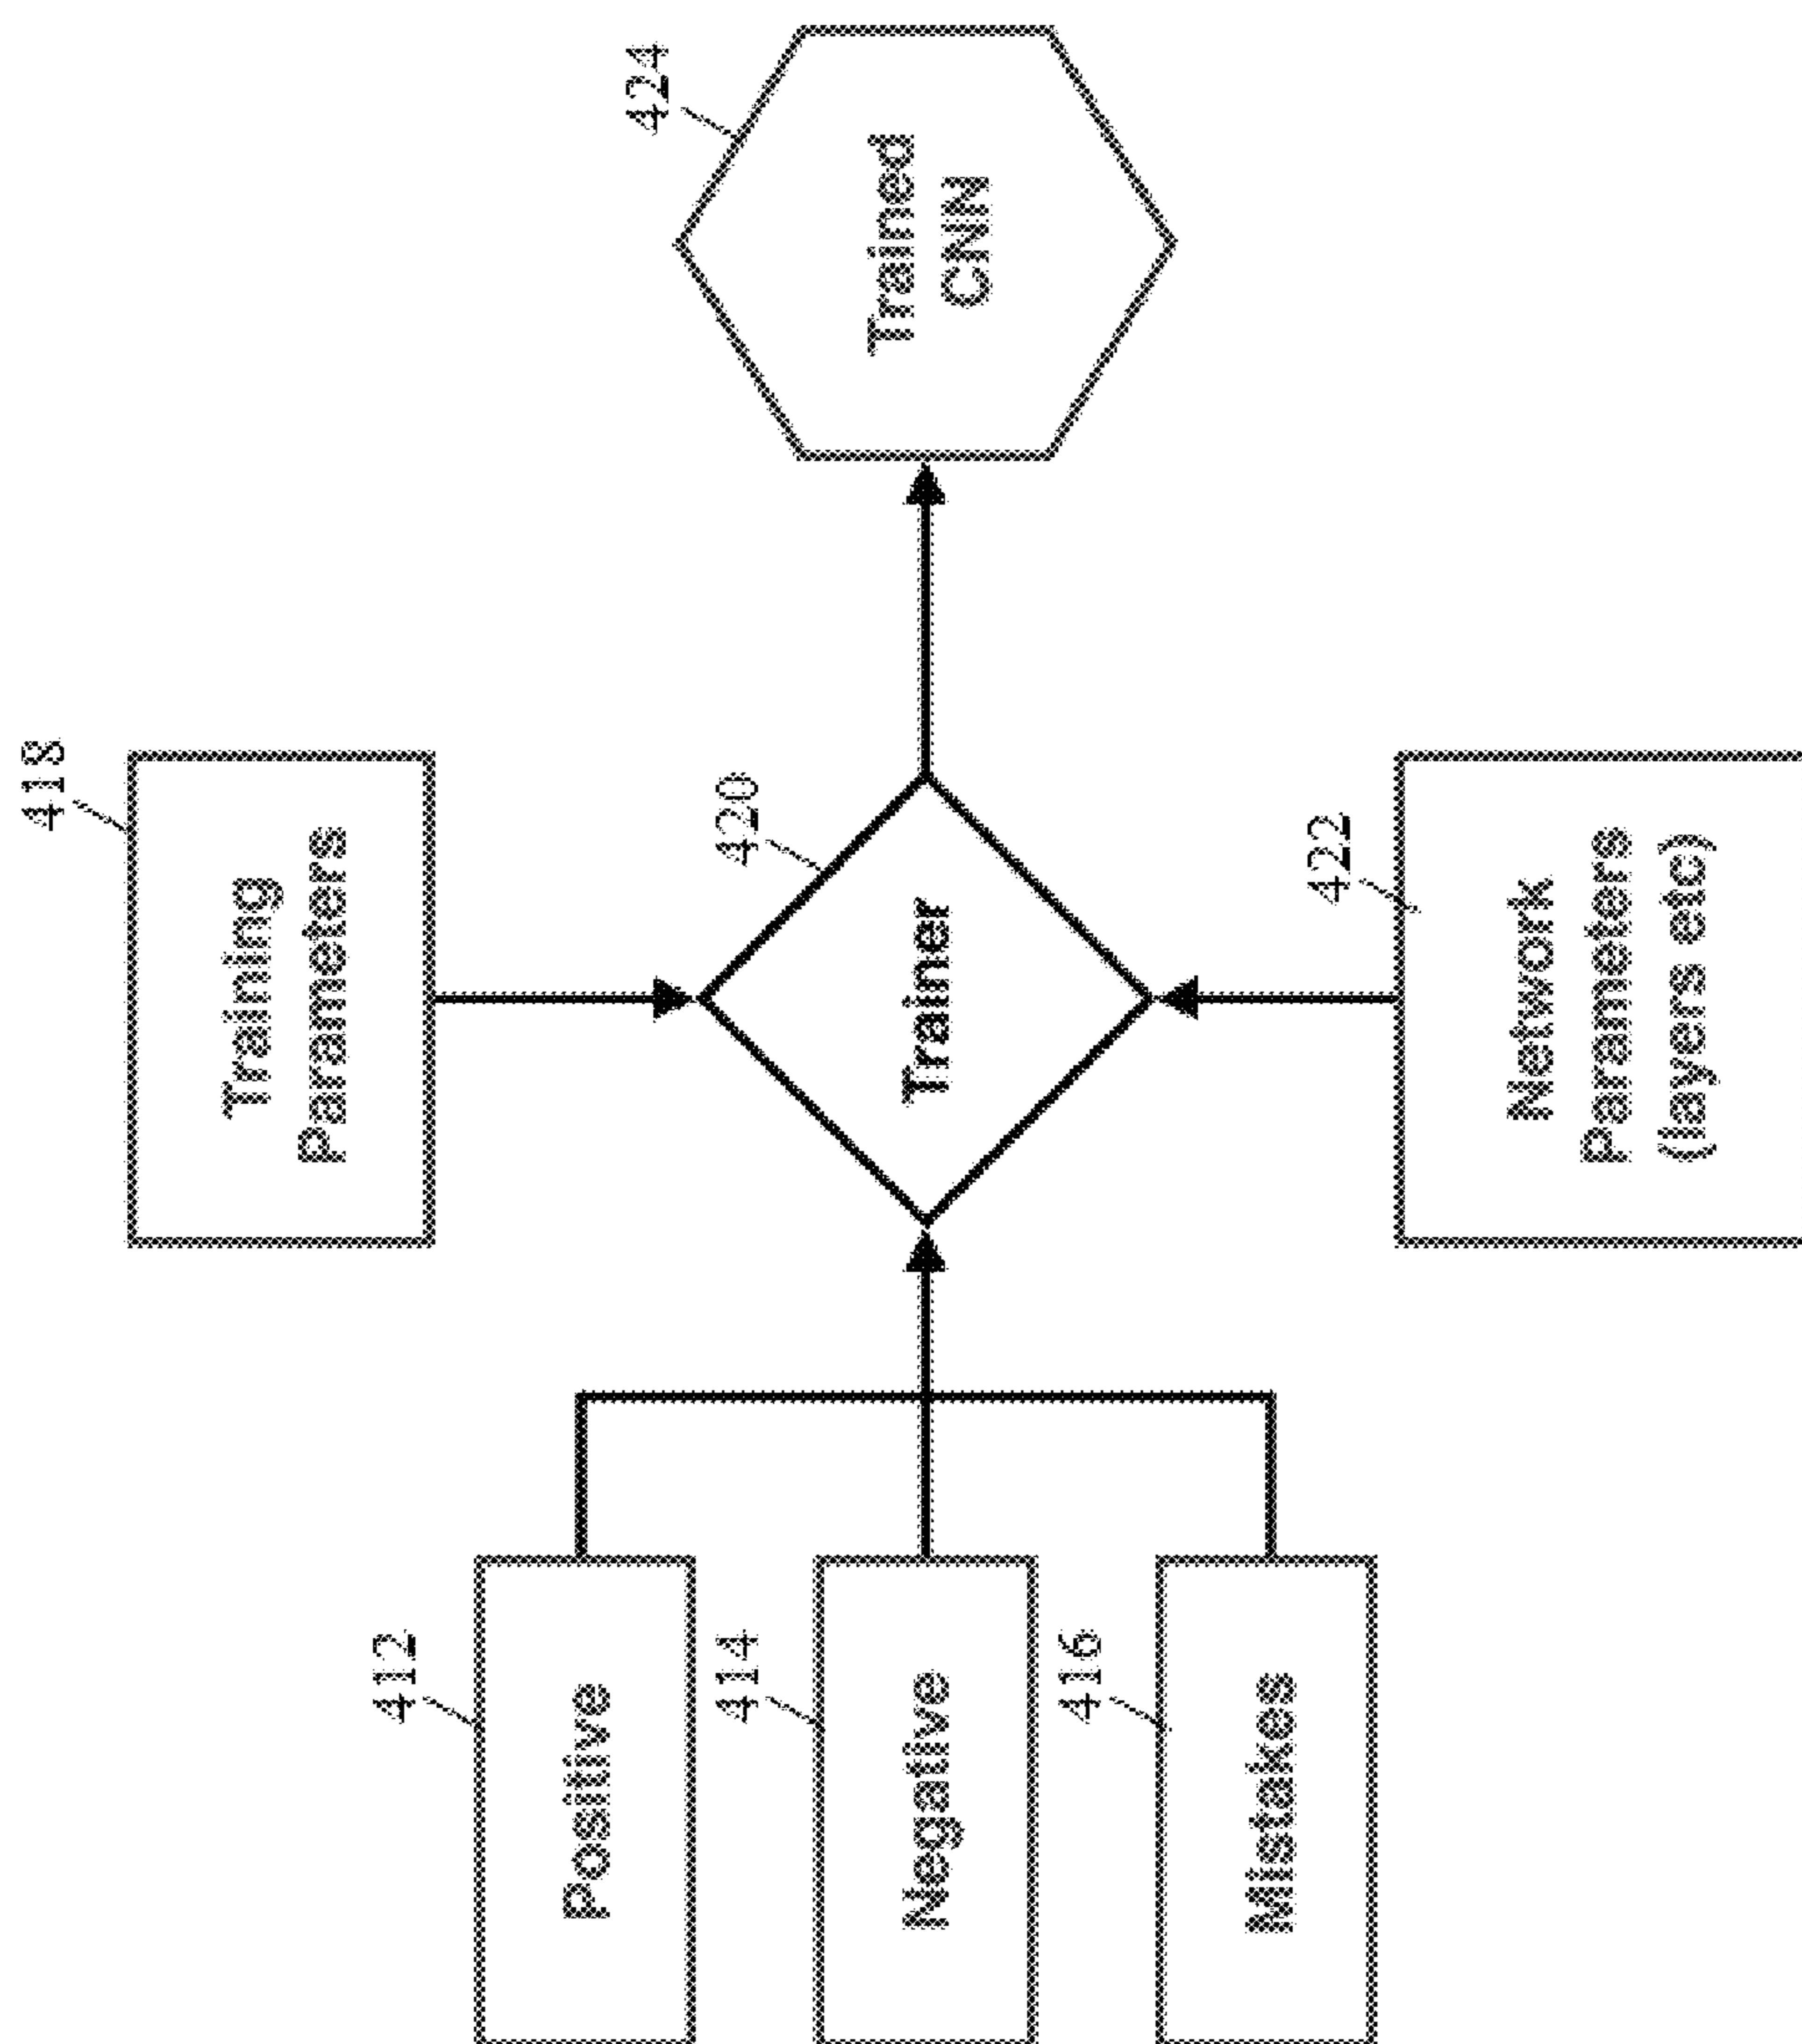 418
Training
Parameters
412
Positive
414
Negative
416
Mistakes
420
Trainer
424
Trained
CNN
422
Network
Parameters
(layers etc)